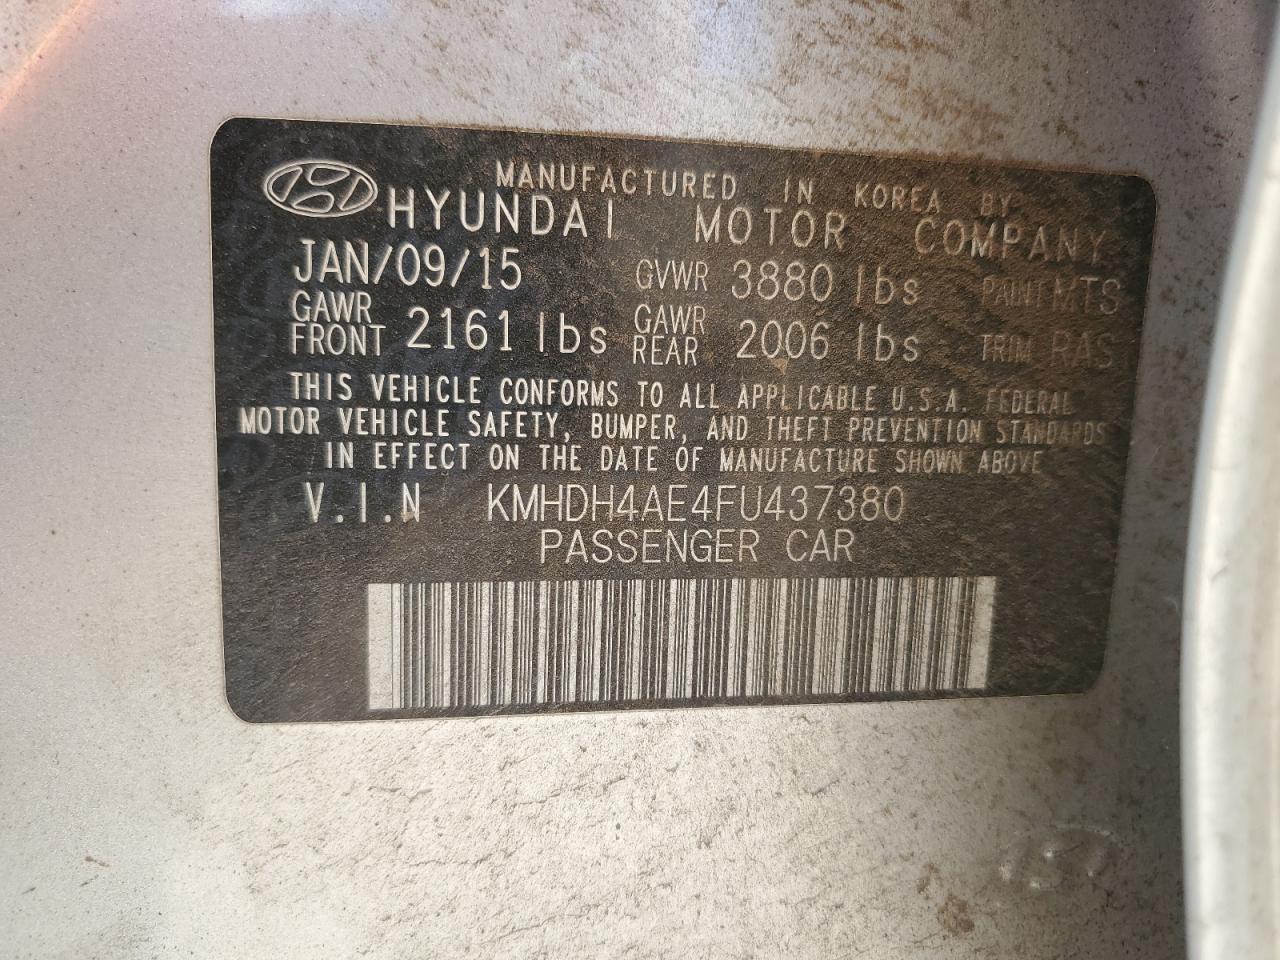 MANUFACTURED IN KOREA BY
HYUNDAI MOTOR COMPANY
JAN/09/15 GVWR 3880 lbs PAINT MTS
GAWR FRONT 2161 lbs GAWR REAR 2006 lbs TRIM RAS
THIS VEHICLE CONFORMS TO ALL APPLICABLE U.S.A. FEDERAL
MOTOR VEHICLE SAFETY, BUMPER, AND THEFT PREVENTION STANDARDS
IN EFFECT ON THE DATE OF MANUFACTURE SHOWN ABOVE
V.I.N KMHDH4AE4FU437380
PASSENGER CAR